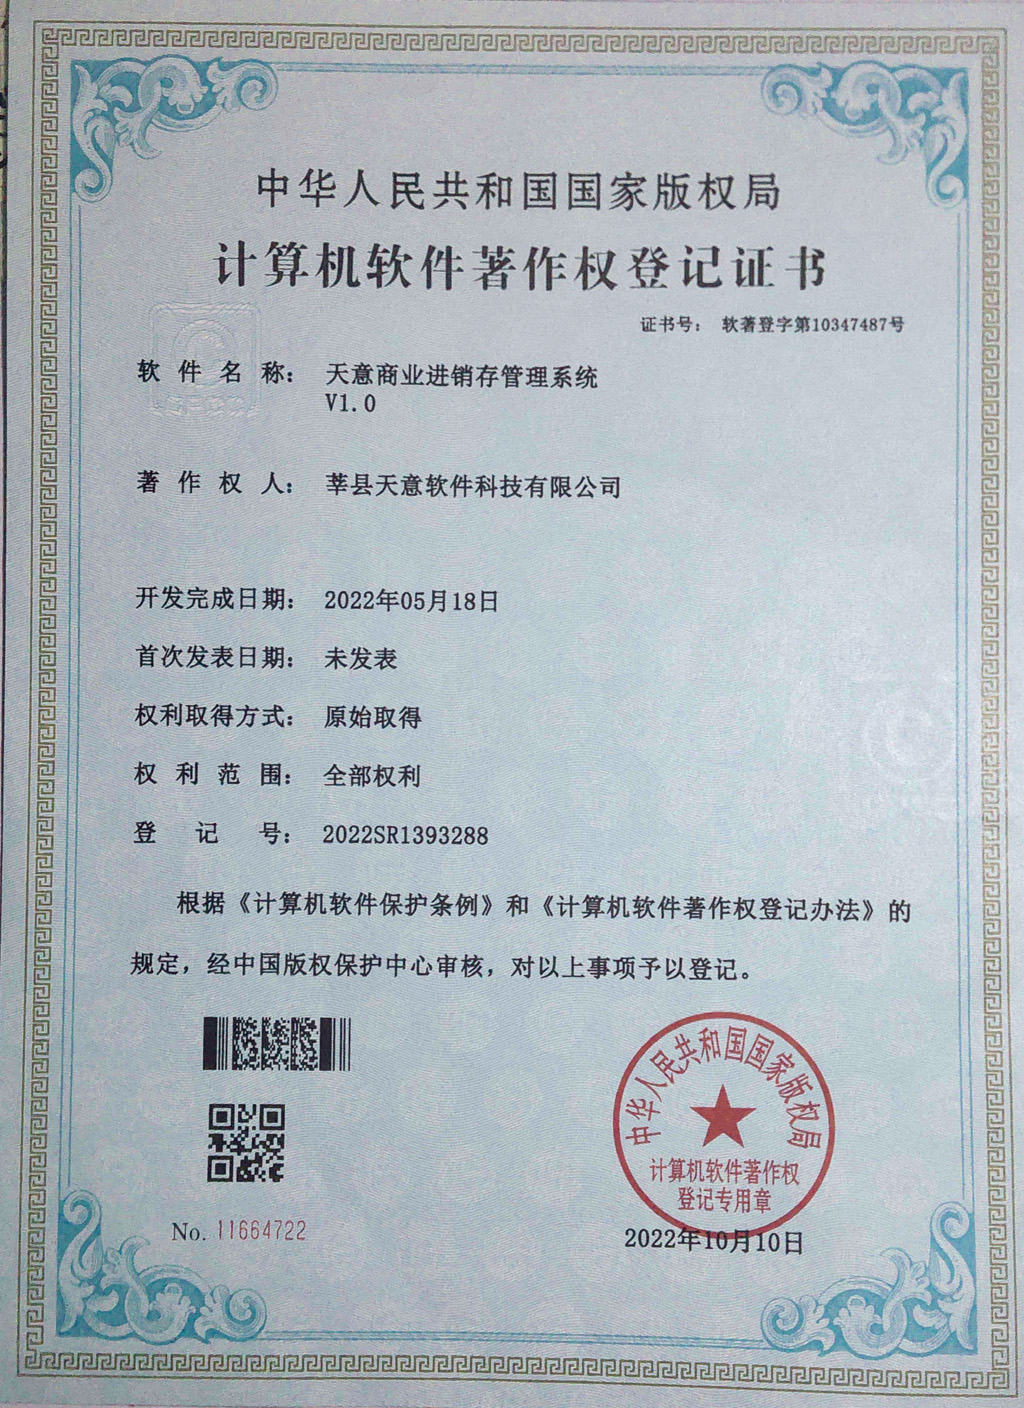 中华人民共和国国家版权局
计算机软件著作权登记证书
证书号： 软著登字第10347487号
软件名称： 天意商业进销存管理系统
V1.0
著作权人： 莘县天意软件科技有限公司
开发完成日期： 2022年05月18日
首次发表日期： 未发表
权利取得方式： 原始取得
权利范围： 全部权利
登记号： 2022SR1393288
根据《计算机软件保护条例》和《计算机软件著作权登记办法》的
规定，经中国版权保护中心审核，对以上事项予以登记。
中华人民共和国国家版权局
计算机软件著作权
登记专用章
No. 11664722
2022年10月10日